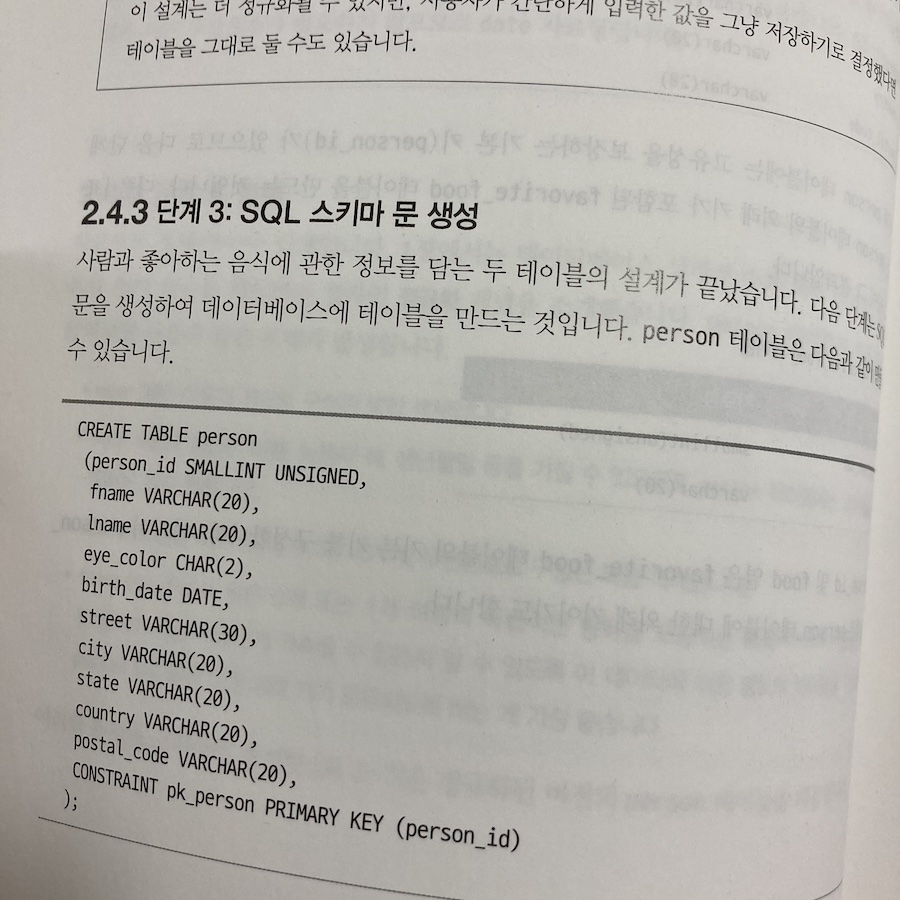 이 설계는 더 정규화될 수 있지만, 사용자가 간단하게 입력한 값을 그냥 저장하기로 결정했다면
테이블을 그대로 둘 수도 있습니다.
2.4.3 단계 3: SQL 스키마 문 생성
사람과 좋아하는 음식에 관한 정보를 담는 두 테이블의 설계가 끝났습니다. 다음 단계는 SQL
문을 생성하여 데이터베이스에 테이블을 만드는 것입니다. person 테이블은 다음과 같이 만들
수 있습니다.
CREATE TABLE person
(person_id SMALLINT UNSIGNED,
fname VARCHAR(20),
lname VARCHAR(20),
eye_color CHAR(2),
birth_date DATE,
street VARCHAR(30),
city VARCHAR(20),
state VARCHAR(20),
country VARCHAR(20),
postal_code VARCHAR(20),
CONSTRAINT pk_person PRIMARY KEY (person_id)
);